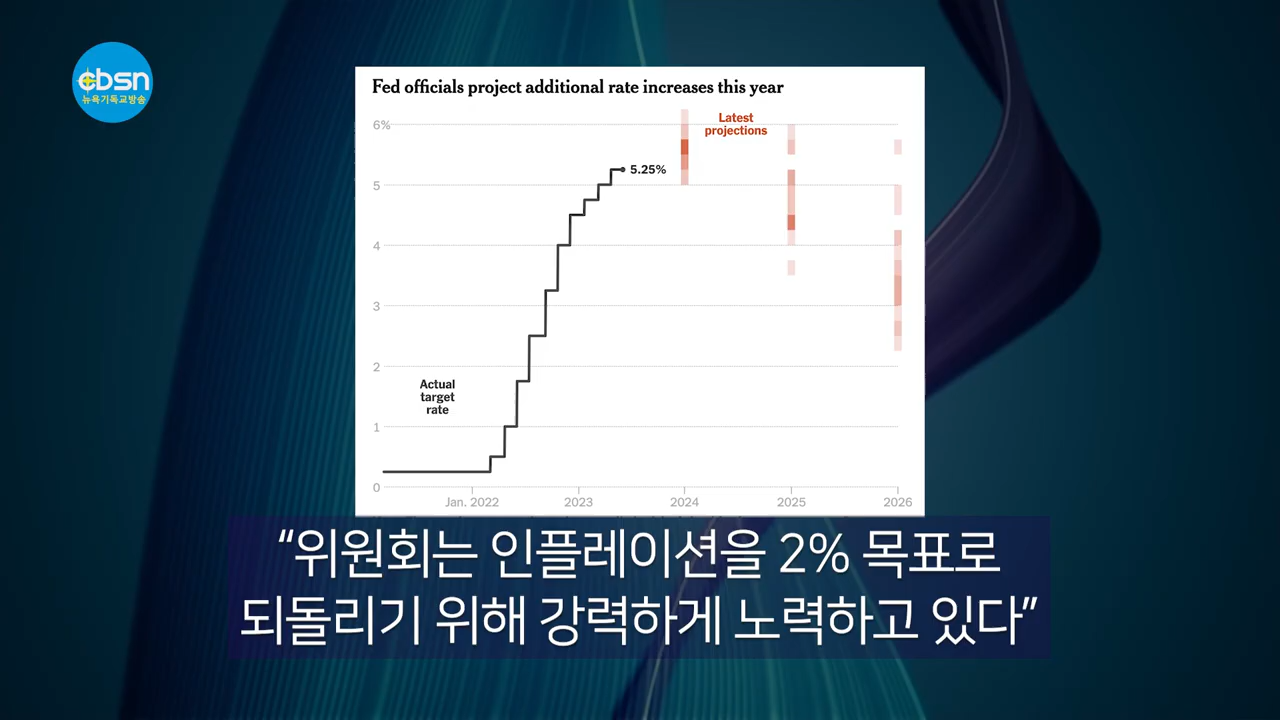 cbsn
뉴욕기독교방송
Fed officials project additional rate increases this year
6%
Latest
projections
5.25%
5
4
3
2
Actual
target
rate
1
0
Jan. 2022
2023
2024
2025
2026
“위원회는 인플레이션을 2% 목표로
되돌리기 위해 강력하게 노력하고 있다”